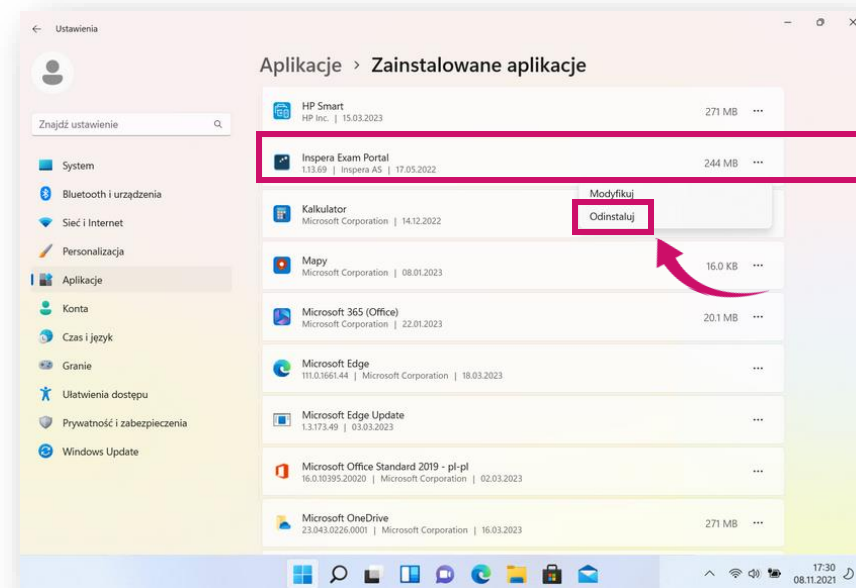 Ustawienia
Aplikacje > Zainstalowane aplikacje
Znajdź ustawienie
System
Bluetooth i urządzenia
Sieć i Internet
Personalizacja
Aplikacje
Konta
Czas i język
Granie
Ułatwienia dostępu
Prywatność i zabezpieczenia
Windows Update
HP Smart
HP Inc. | 15.03.2023
271 MB
Inspera Exam Portal
1.13.69 | Inspera AS | 17.05.2022
244 MB
Modyfikuj
Odinstaluj
Kalkulator
Microsoft Corporation | 14.12.2022
Mapy
Microsoft Corporation | 08.01.2023
16.0 KB
Microsoft 365 (Office)
Microsoft Corporation | 22.01.2023
20.1 MB
Microsoft Edge
111.0.1661.44 | Microsoft Corporation | 18.03.2023
Microsoft Edge Update
1.3.173.49 | 03.03.2023
Microsoft Office Standard 2019 - pl-pl
16.0.10395.20020 | Microsoft Corporation | 02.03.2023
Microsoft OneDrive
23.043.0226.0001 | Microsoft Corporation | 16.03.2023
271 MB
17:30
08.11.2021